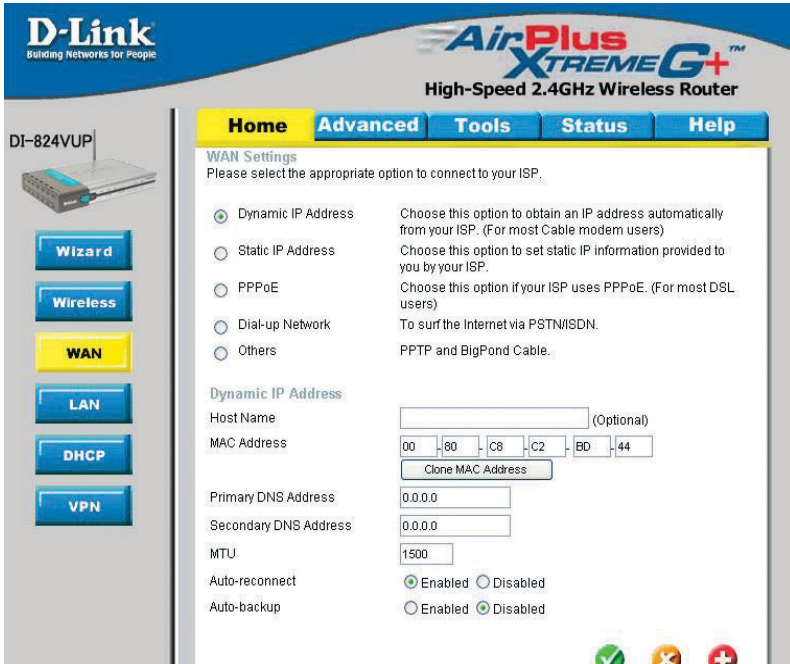 D-Link
Building Networks for People
AirPlus
XTREME G+™
High-Speed 2.4GHz Wireless Router
DI-824VUP
Home Advanced Tools Status Help
Wizard
Wireless
WAN
LAN
DHCP
VPN
WAN Settings
Please select the appropriate option to connect to your ISP.
Dynamic IP Address Choose this option to obtain an IP address automatically
from your ISP. (For most Cable modem users)
Static IP Address Choose this option to set static IP information provided to
you by your ISP.
PPPoE Choose this option if your ISP uses PPPoE. (For most DSL
users)
Dial-up Network To surf the Internet via PSTN/ISDN.
Others PPTP and BigPond Cable.
Dynamic IP Address
Host Name (Optional)
MAC Address 00 - 80 - C8 - C2 - BD - 44
Clone MAC Address
Primary DNS Address 0.0.0.0
Secondary DNS Address 0.0.0.0
MTU 1500
Auto-reconnect Enabled Disabled
Auto-backup Enabled Disabled